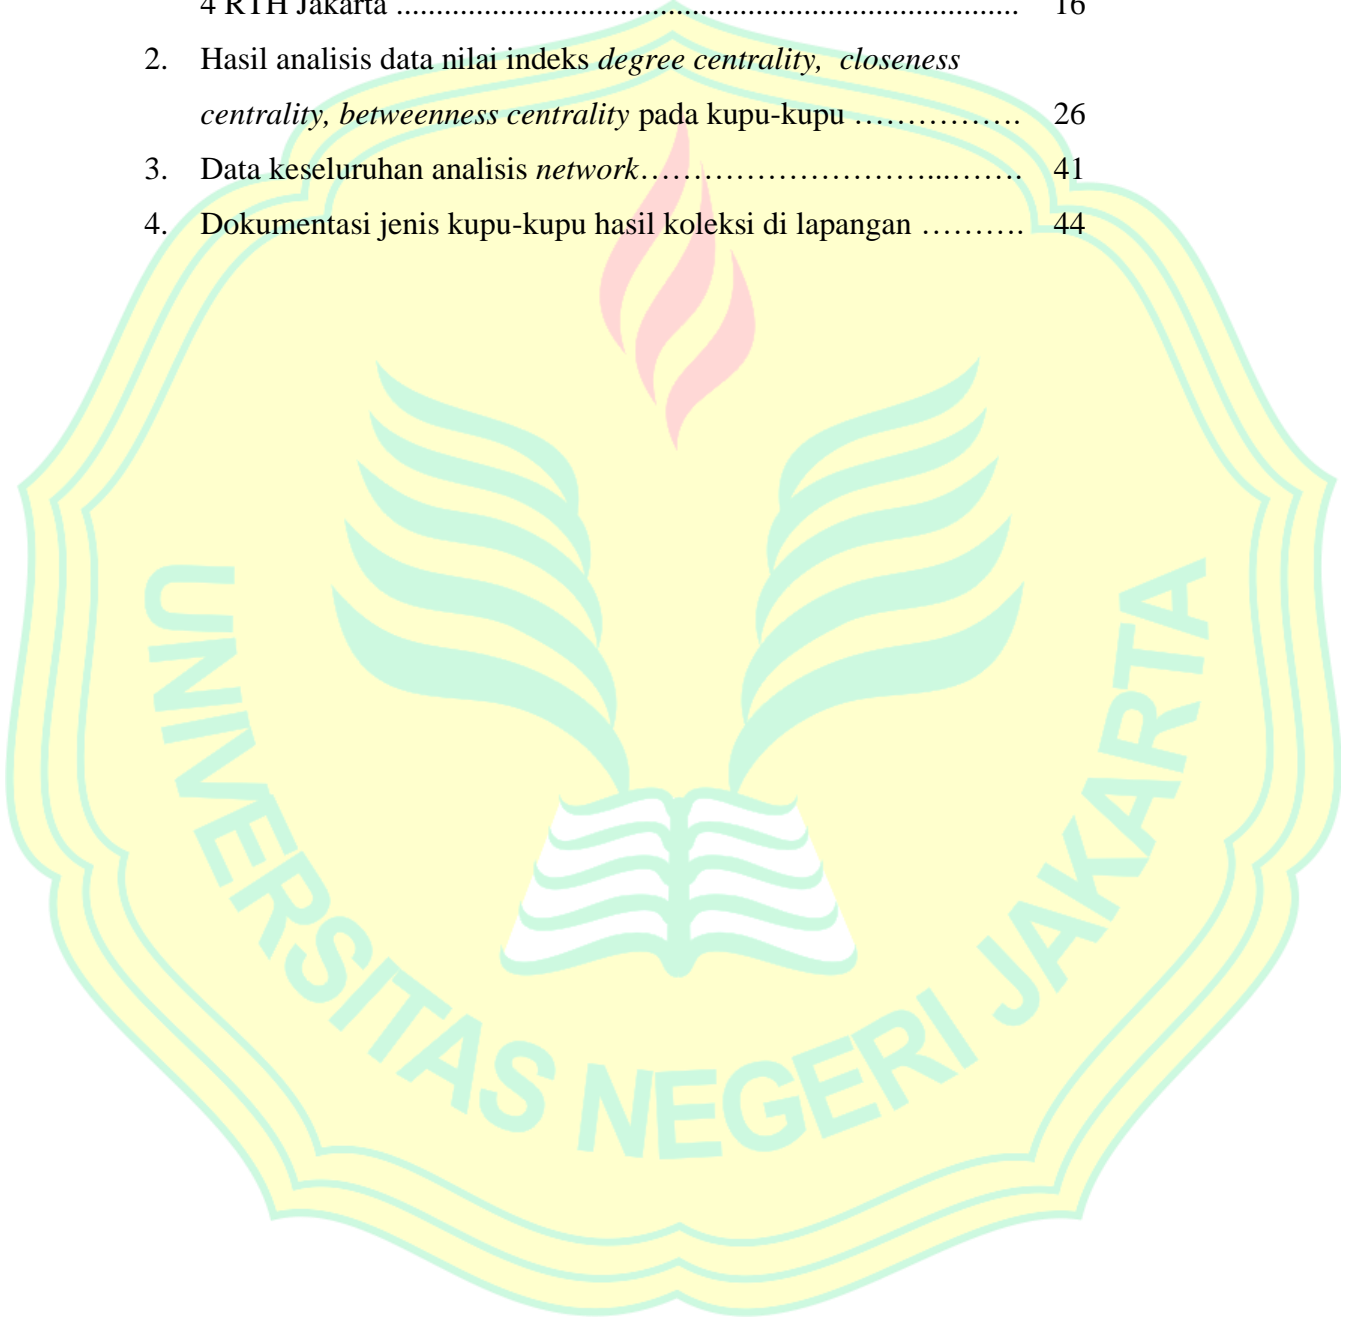 4 RTH Jakarta .............................................................................. 16
2. Hasil analisis data nilai indeks degree centrality, closeness
centrality, betweenness centrality pada kupu-kupu ……………. 26
3. Data keseluruhan analisis network………………………...……. 41
4. Dokumentasi jenis kupu-kupu hasil koleksi di lapangan ………. 44
UNIVERSITAS NEGERI JAKARTA